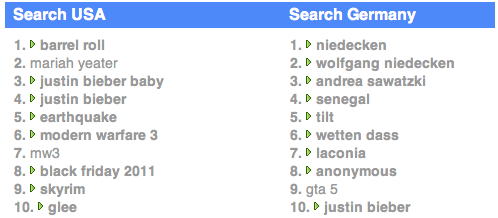 Search USA
1. barrel roll
2. mariah yeater
3. justin bieber baby
4. justin bieber
5. earthquake
6. modern warfare 3
7. mw3
8. black friday 2011
9. skyrim
10. glee
Search Germany
1. niedecken
2. wolfgang niedecken
3. andrea sawatzki
4. senegal
5. tilt
6. wetten dass
7. laconia
8. anonymous
9. gta 5
10. justin bieber